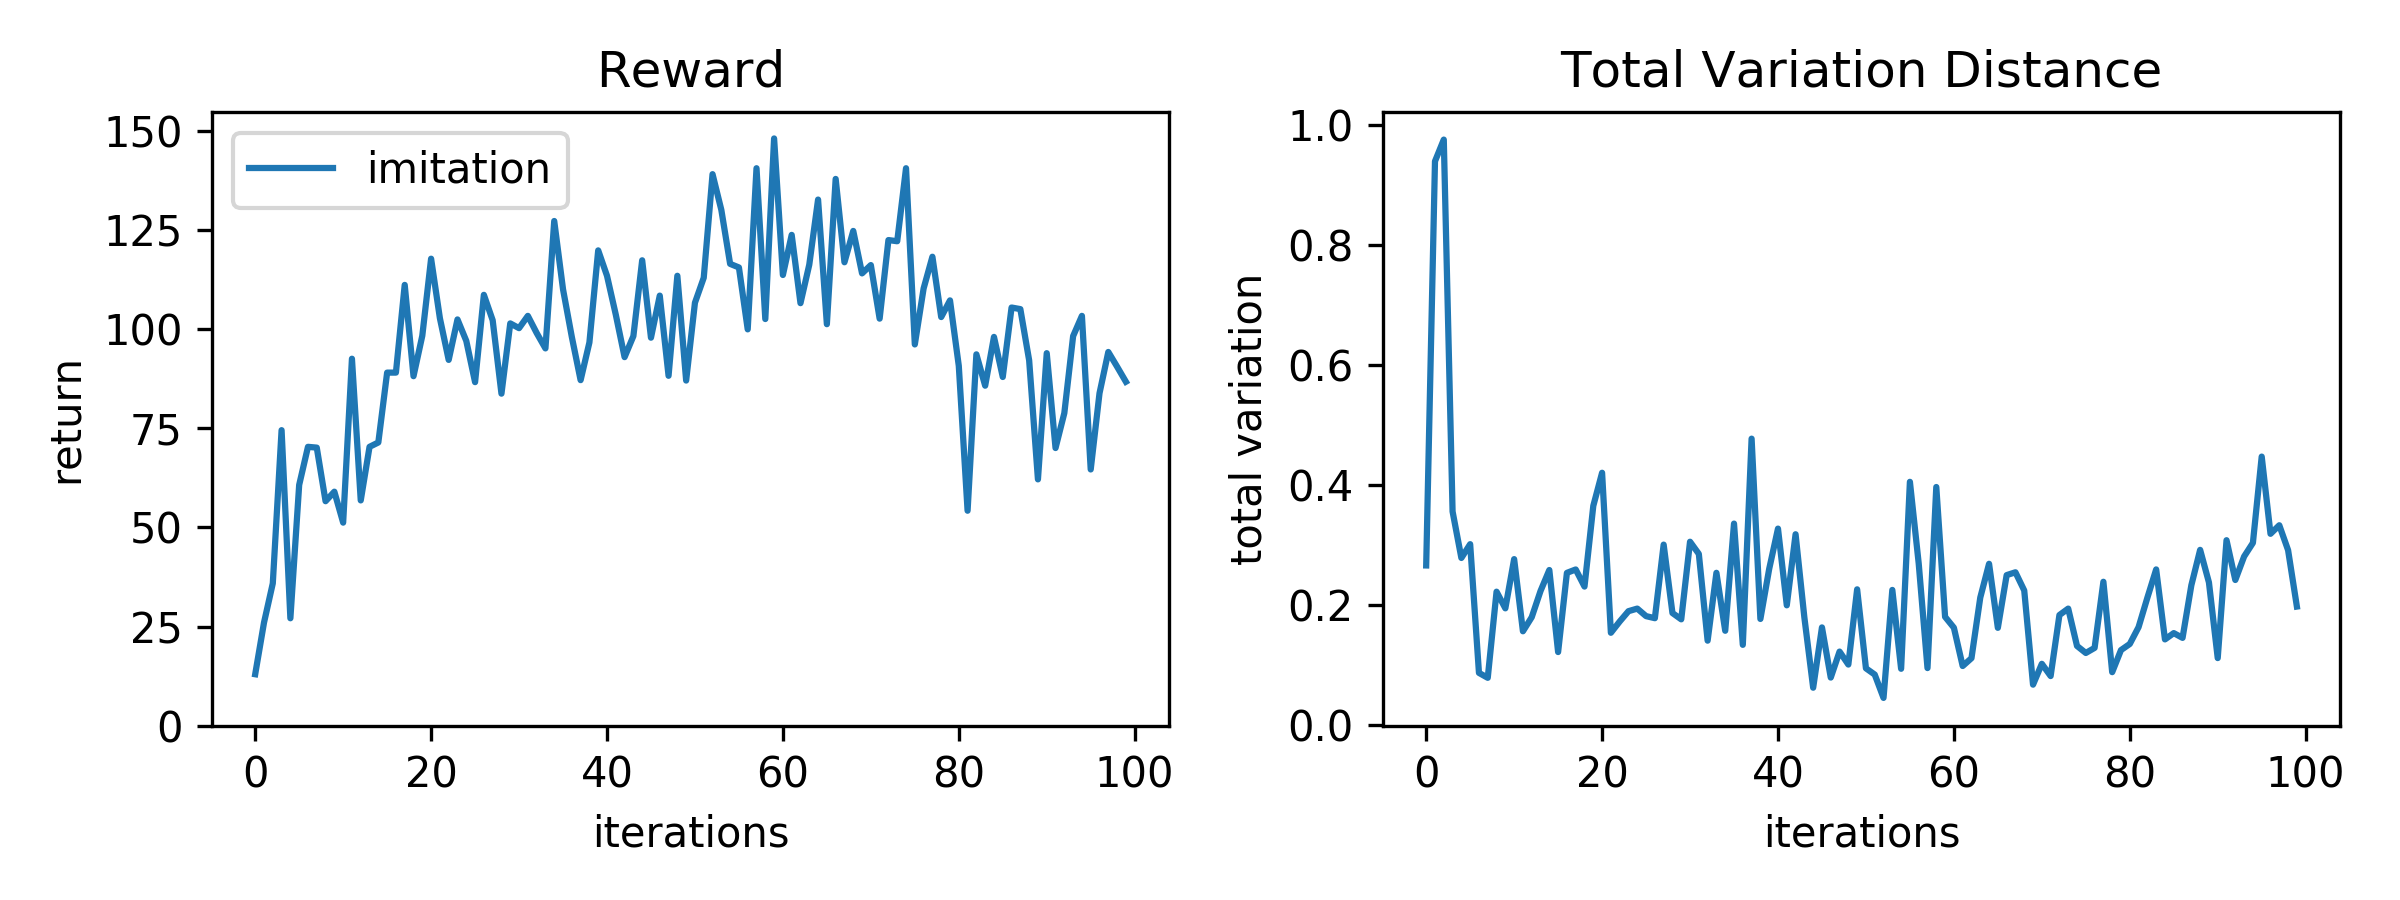 Reward
imitation
150
125
100
75
50
25
0
return
0 20 40 60 80 100
iterations
Total Variation Distance
1.0
0.8
0.6
0.4
0.2
0.0
total variation
0 20 40 60 80 100
iterations